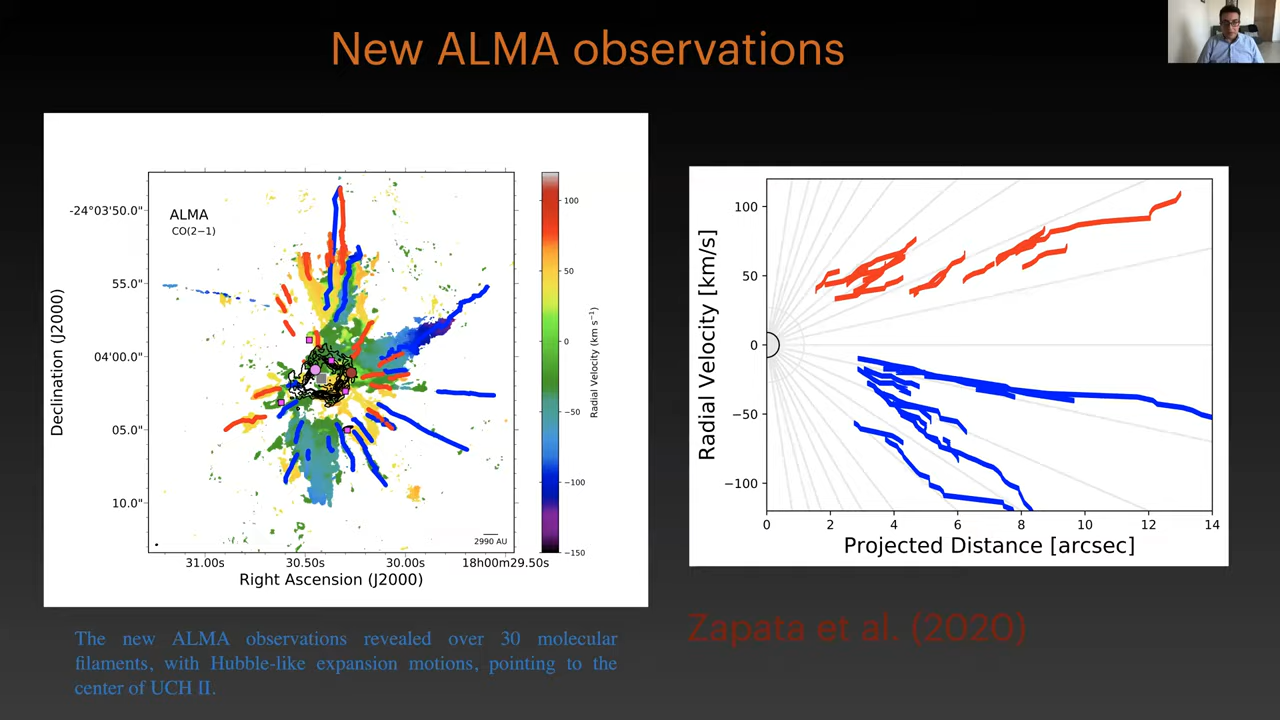 New ALMA observations
ALMA
CO(2−1)
-24°03'50.0"
55.0"
04'00.0"
05.0"
10.0"
Declination (J2000)
31.00s
30.50s
30.00s
18h00m29.50s
Right Ascension (J2000)
2990 AU
100
50
0
−50
−100
−150
Radial Velocity (km s⁻¹)
100
50
0
−50
−100
Radial Velocity [km/s]
0
2
4
6
8
10
12
14
Projected Distance [arcsec]
The new ALMA observations revealed over 30 molecular
filaments, with Hubble-like expansion motions, pointing to the
center of UCH II.
Zapata et al. (2020)